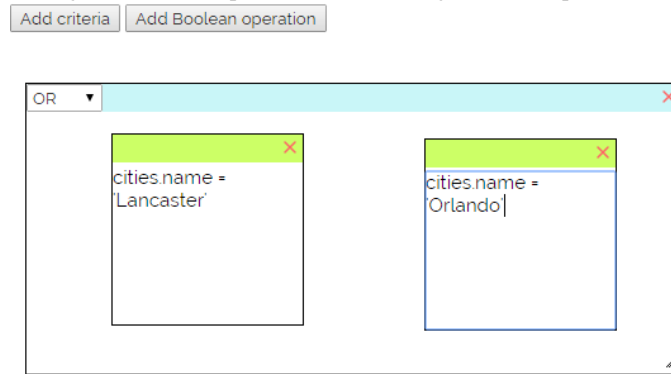 Add criteria Add Boolean operation
OR
cities.name =
'Lancaster'
cities.name =
'Orlando'